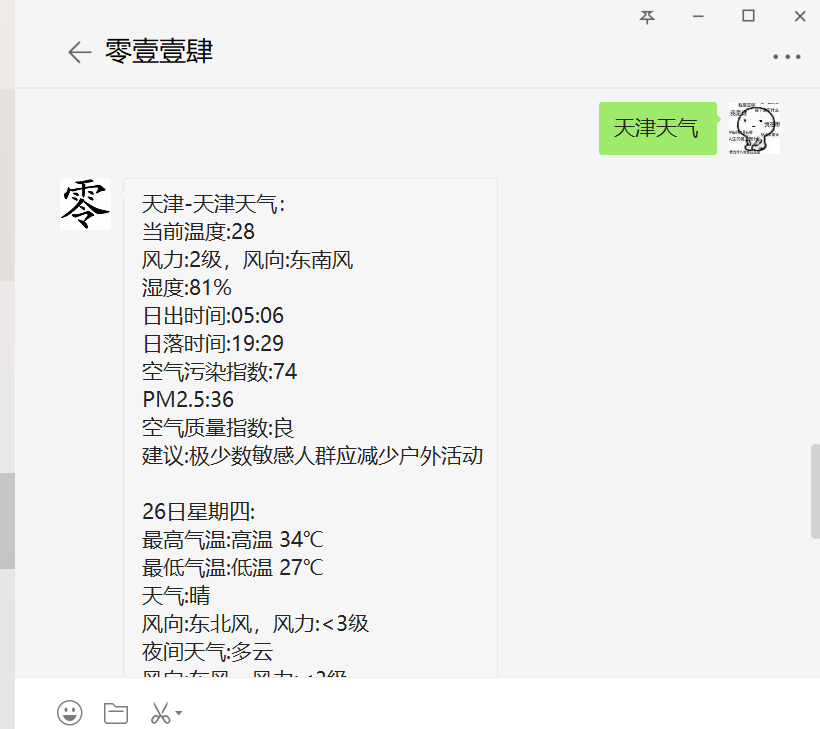 零壹壹肆
天津天气
零
天津-天津天气:
当前温度:28
风力:2级，风向:东南风
湿度:81%
日出时间:05:06
日落时间:19:29
空气污染指数:74
PM2.5:36
空气质量指数:良
建议:极少数敏感人群应减少户外活动
26日星期四:
最高气温:高温 34℃
最低气温:低温 27℃
天气:晴
风向:东北风，风力:<3级
夜间天气:多云